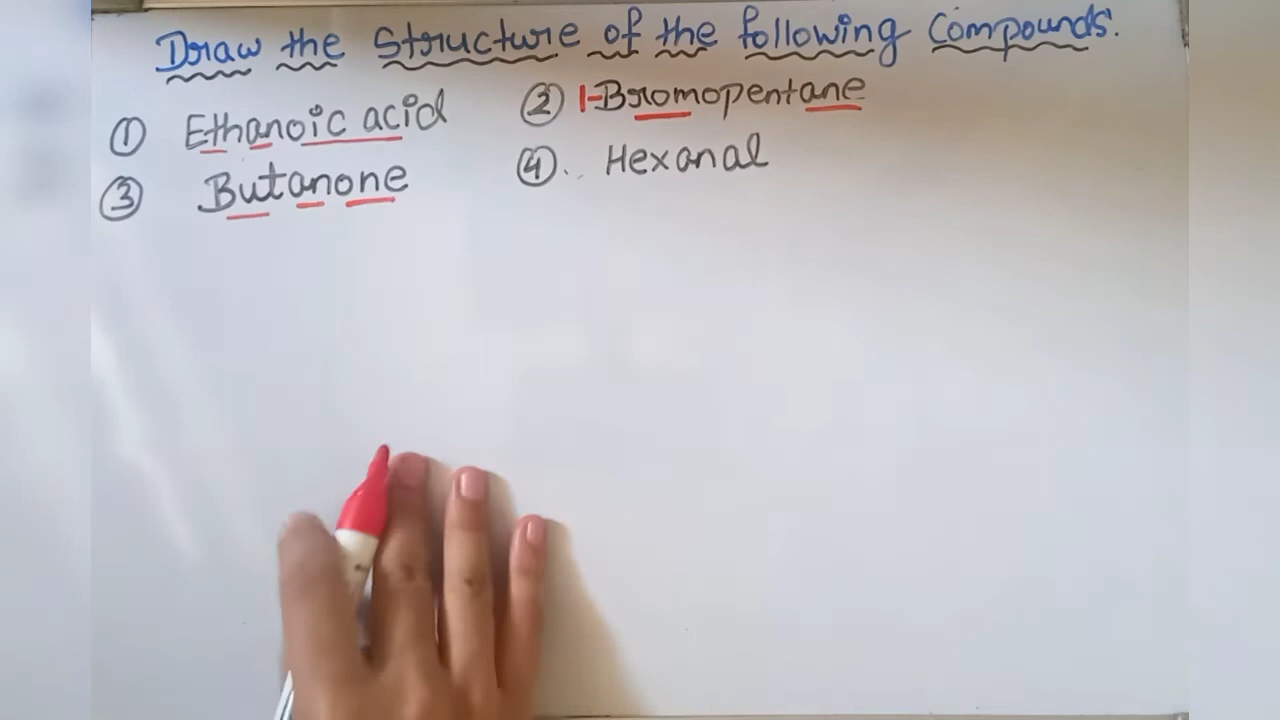 Draw the Structure of the following Compounds.
① Ethanoic acid ② 1-Bromopentane
③ Butanone ④. Hexanal